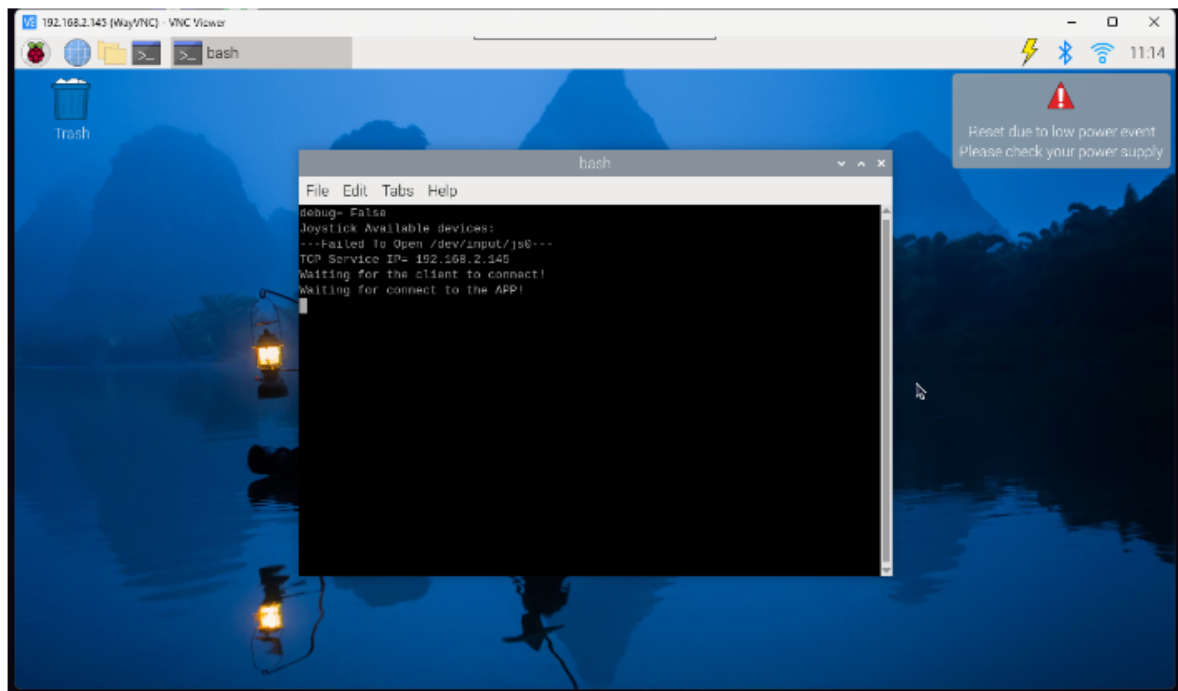 192.168.2.145 (WayVNC) - VNC Viewer
bash
11:14
Trash
Reset due to low power event
Please check your power supply
bash
File Edit Tabs Help
debug= False
Joystick Available devices:
---Failed To Open /dev/input/js0---
TCP Service IP= 192.168.2.145
Waiting for the client to connect!
Waiting for connect to the APP!